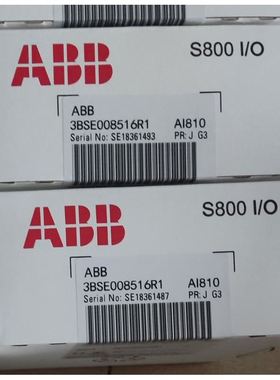 ABB
S800 I/O
ABB
3BSE008516R1 AI810
Serial No: SE18361493 PR: J G3
ABB
S800 I/O
ABB
3BSE008516R1 AI810
Serial No: SE18361487 PR: J G3